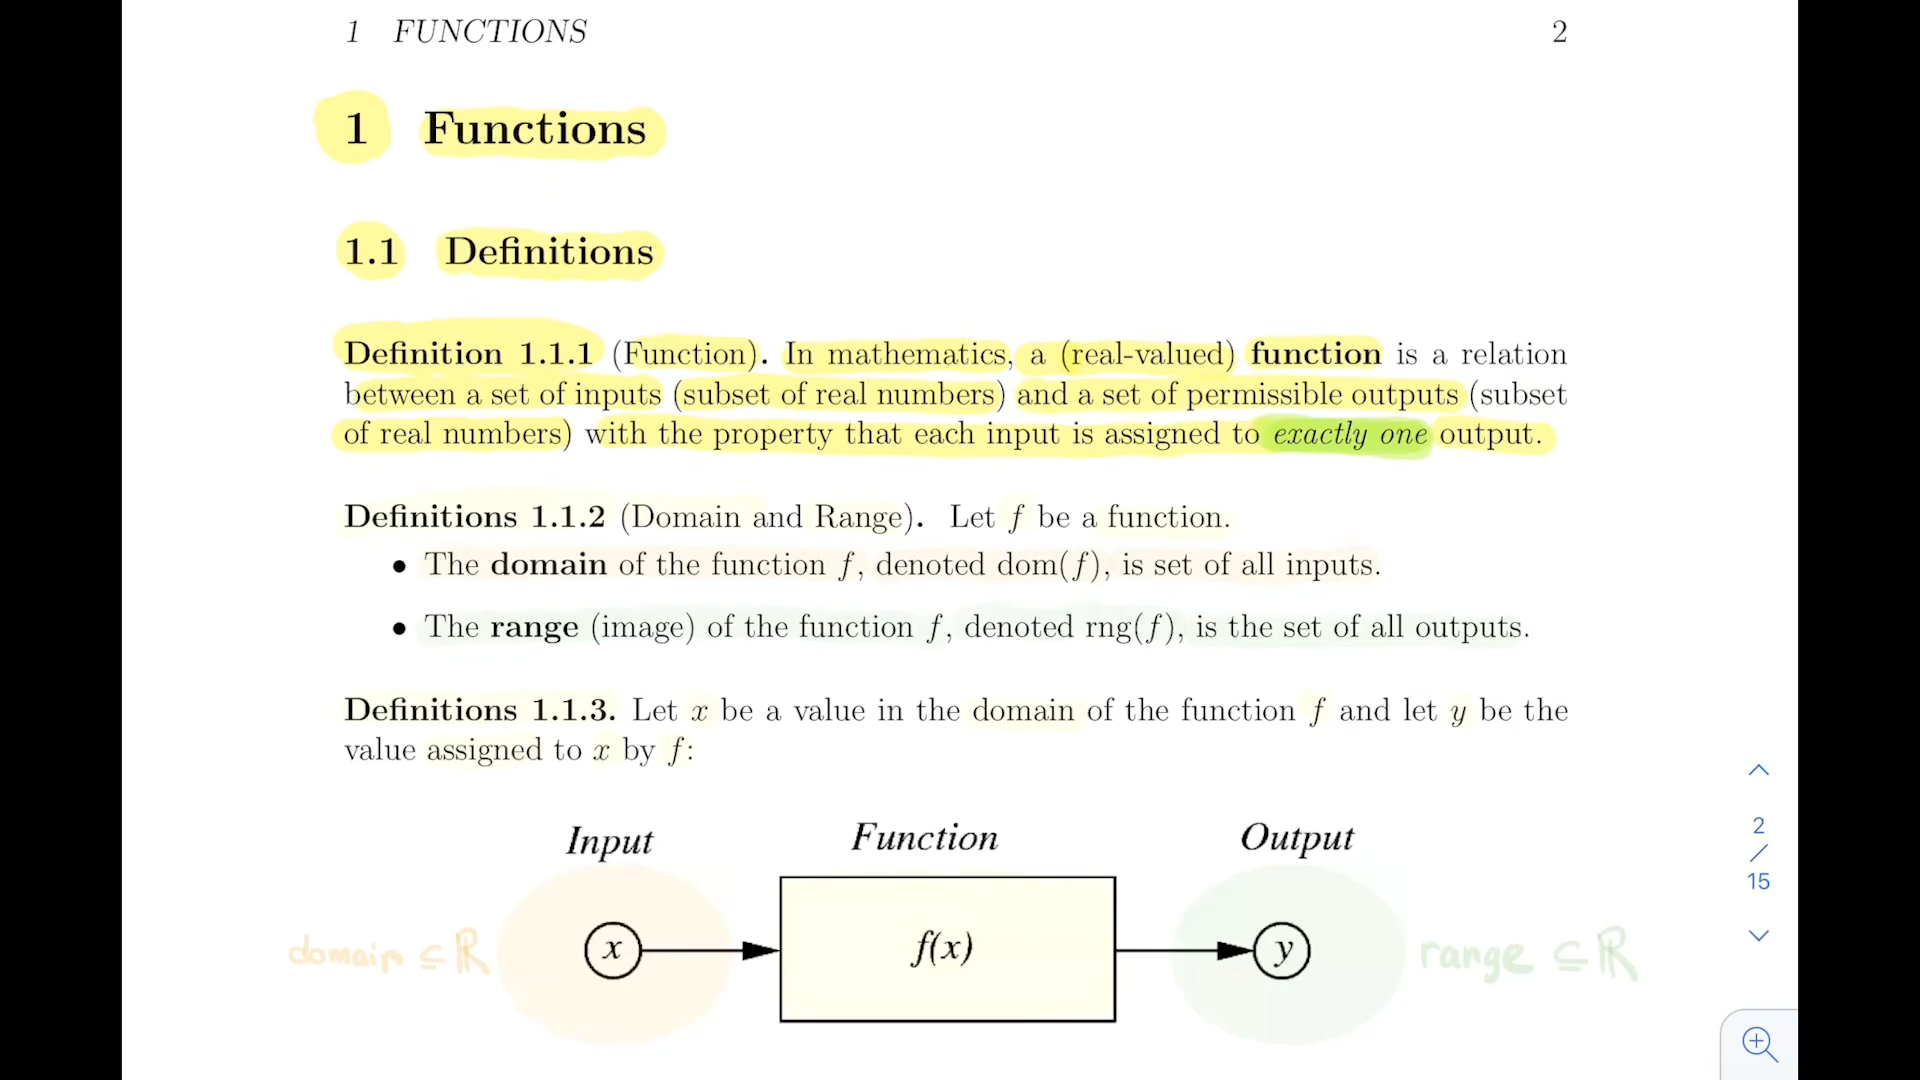 1 FUNCTIONS 2
1 Functions
1.1 Definitions
Definition 1.1.1 (Function). In mathematics, a (real-valued) function is a relation
between a set of inputs (subset of real numbers) and a set of permissible outputs (subset
of real numbers) with the property that each input is assigned to exactly one output.
Definitions 1.1.2 (Domain and Range). Let f be a function.
• The domain of the function f, denoted dom(f), is set of all inputs.
• The range (image) of the function f, denoted rng(f), is the set of all outputs.
Definitions 1.1.3. Let x be a value in the domain of the function f and let y be the
value assigned to x by f:
Input Function Output
domain ⊆ ℝ x f(x) y range ⊆ ℝ
2
/
15